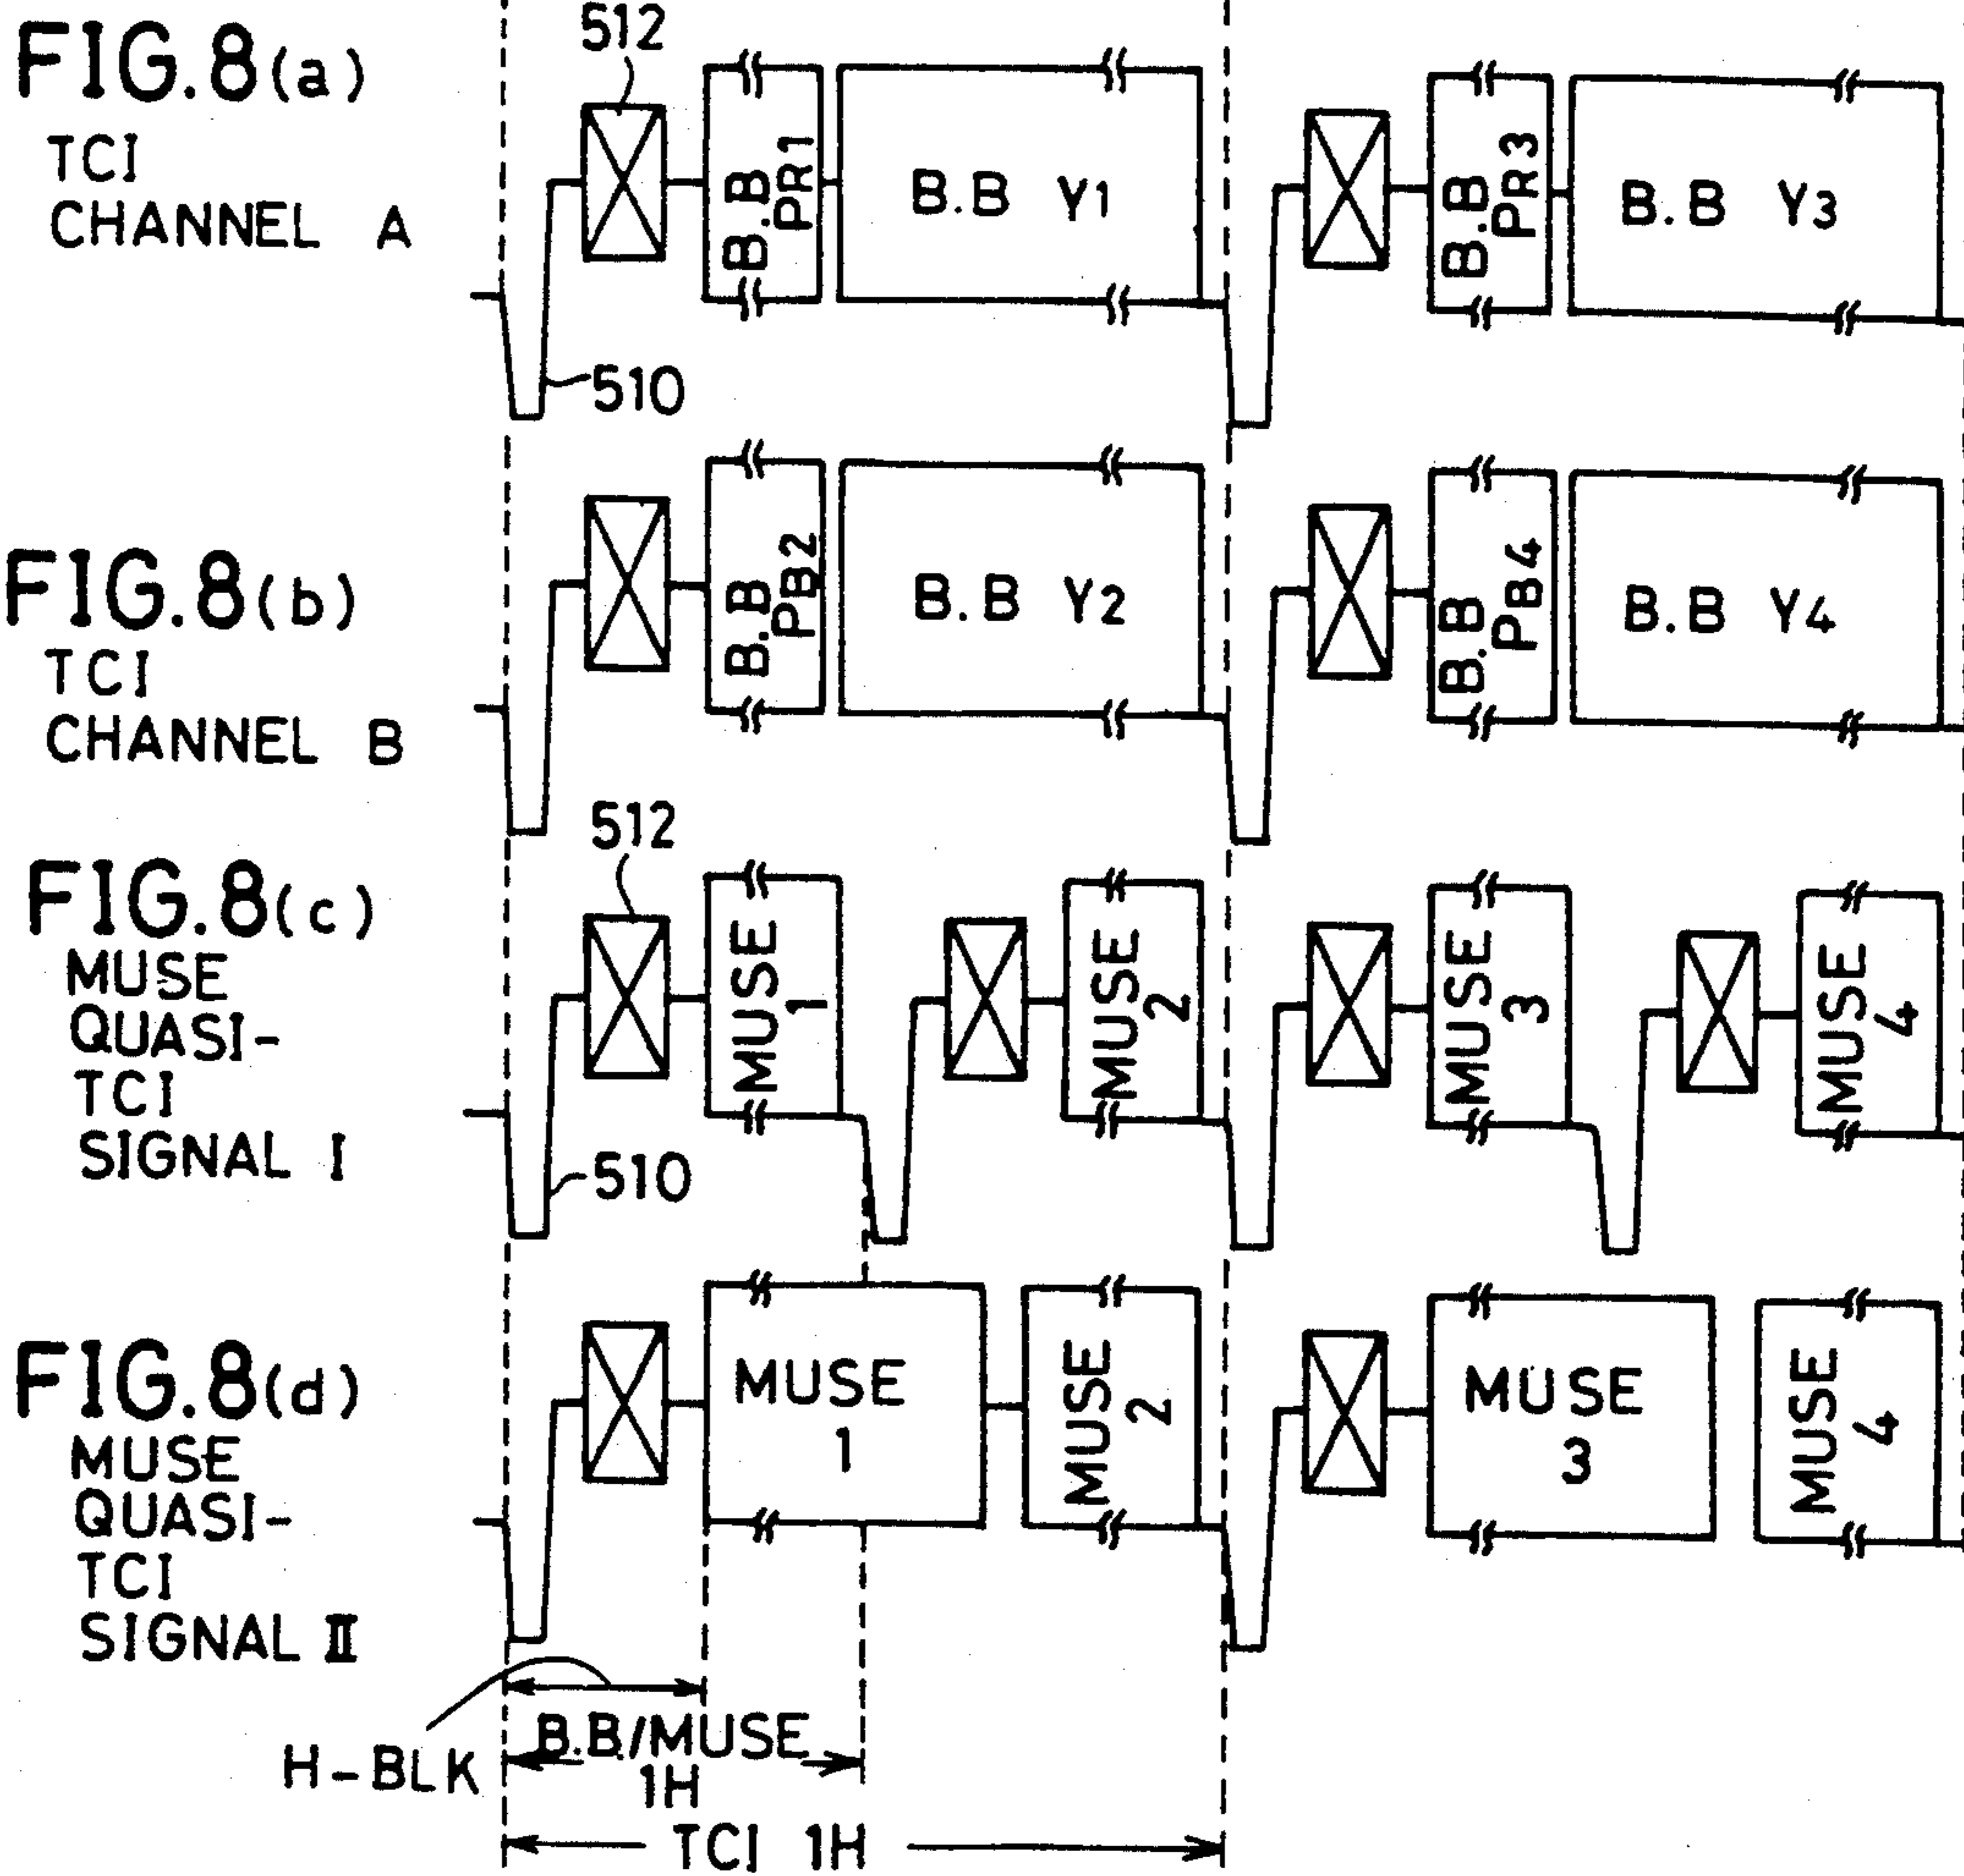 FIG.8(a)
TCI
CHANNEL A
512
510
B.B
PR1
B.B Y1
B.B
PR3
B.B Y3
FIG.8(b)
TCI
CHANNEL B
B.B
PB2
B.B Y2
B.B
PB4
B.B Y4
FIG.8(c)
MUSE
QUASI-
TCI
SIGNAL I
512
510
MUSE
1
MUSE
2
MUSE
3
MUSE
4
FIG.8(d)
MUSE
QUASI-
TCI
SIGNAL II
MUSE
1
MUSE
2
MUSE
3
MUSE
4
H-BLK
B.B./MUSE
1H
TCI 1H